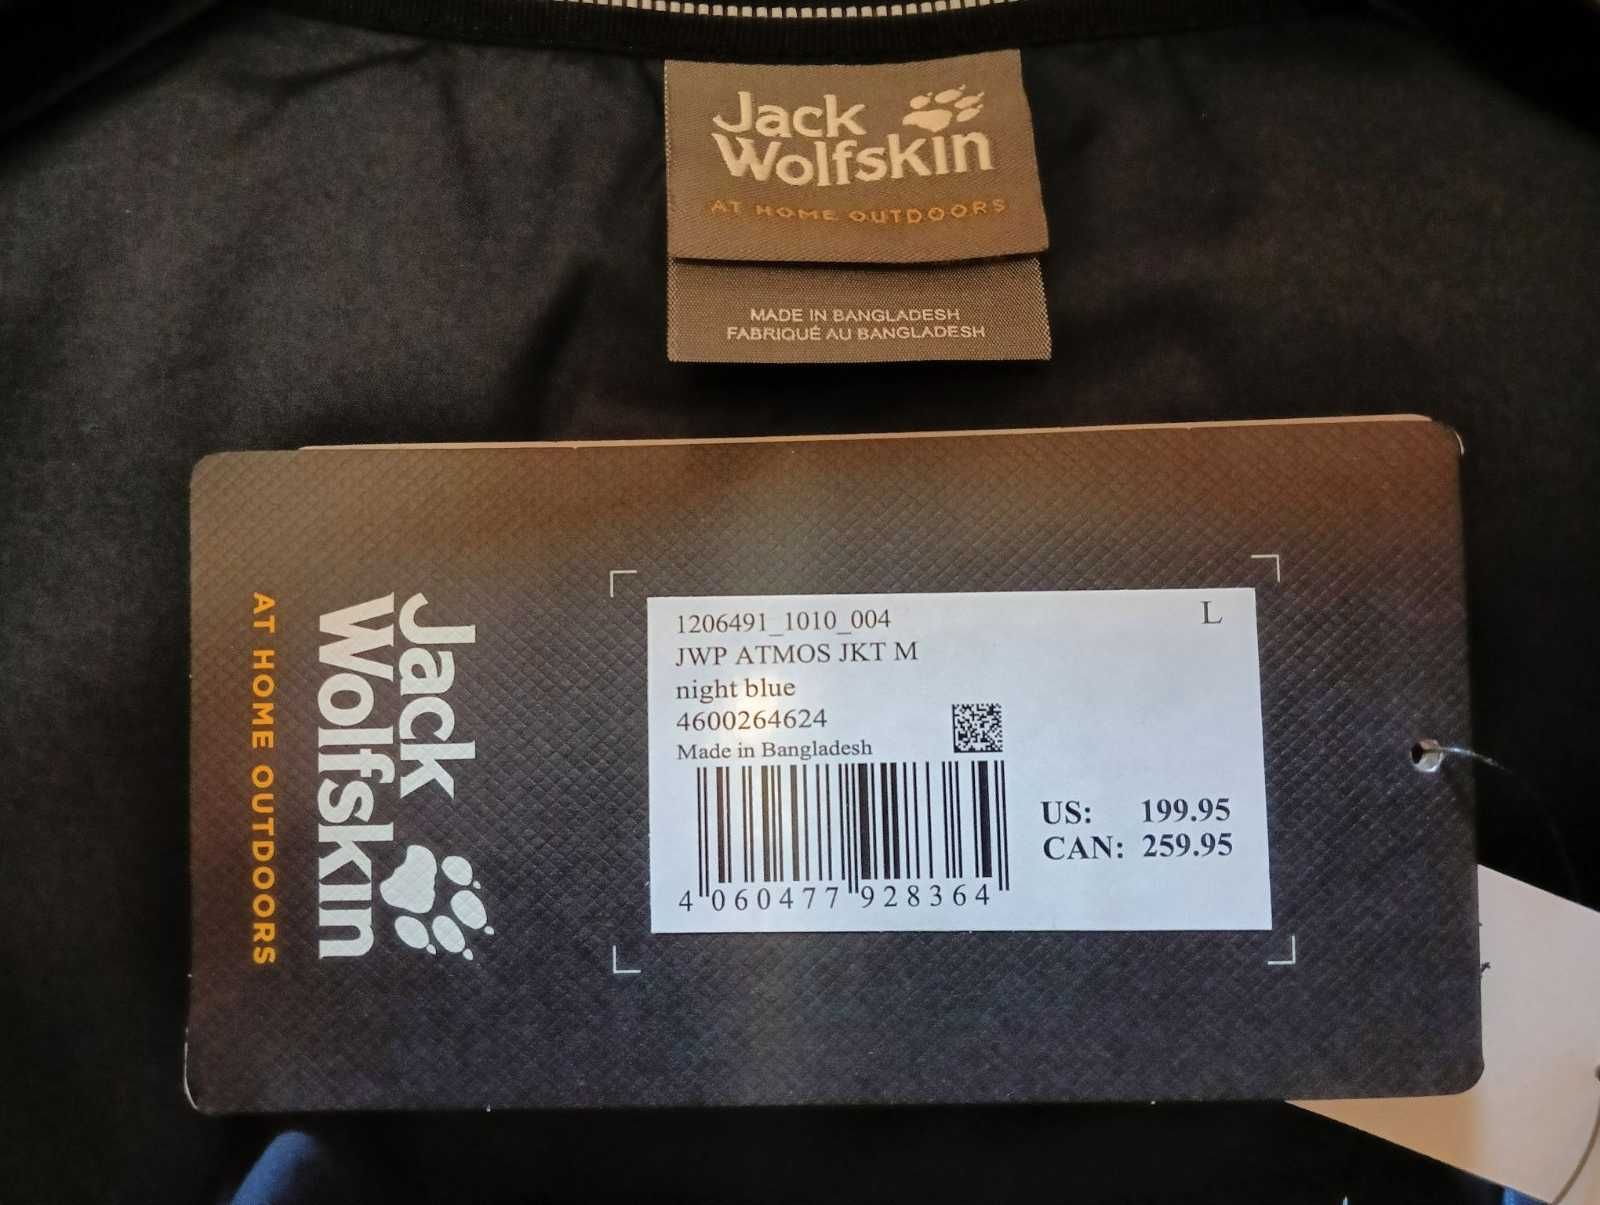 Jack
Wolfskin
AT HOME OUTDOORS
MADE IN BANGLADESH
FABRIQUÉ AU BANGLADESH
Jack
Wolfskin
AT HOME OUTDOORS
1206491_1010_004
L
JWP ATMOS JKT M
night blue
4600264624
Made in Bangladesh
US: 199.95
CAN: 259.95
4 060477 928364